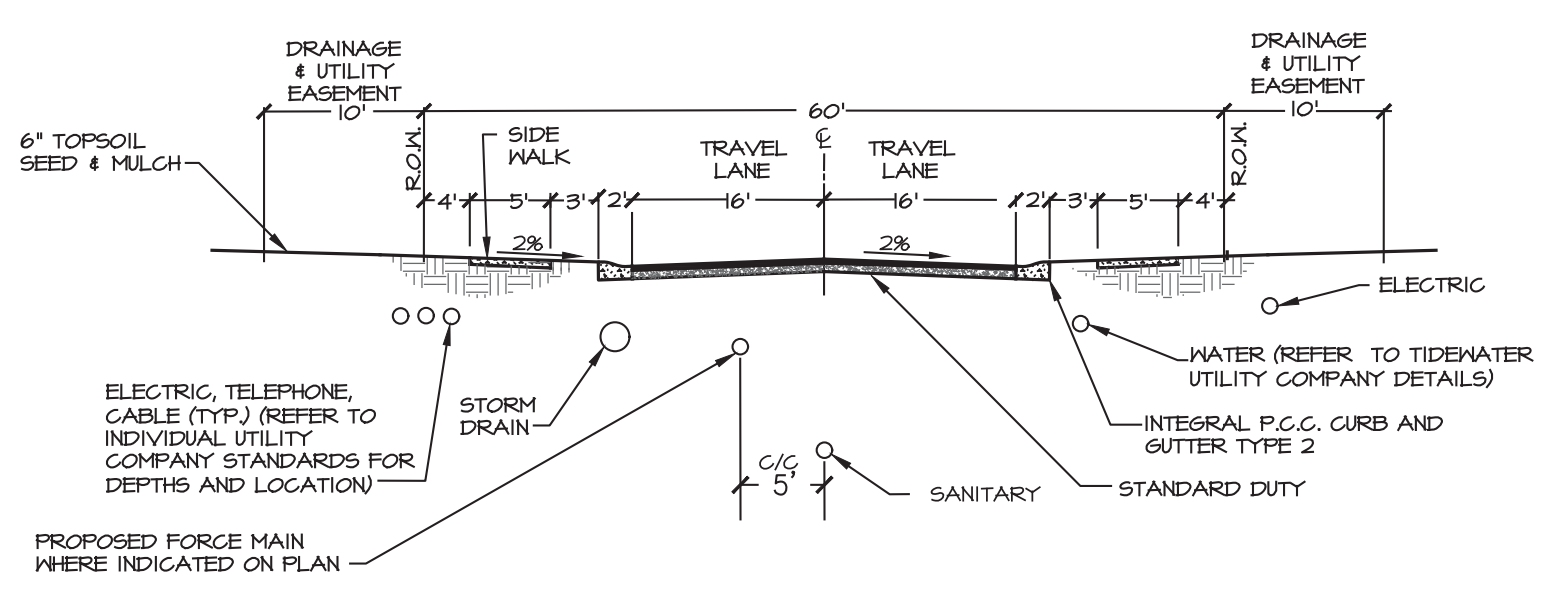 DRAINAGE
& UTILITY
EASEMENT
10'
60'
DRAINAGE
& UTILITY
EASEMENT
10'
6" TOPSOIL
SEED & MULCH
R.O.W.
SIDE
WALK
TRAVEL
LANE
℄
TRAVEL
LANE
R.O.W.
4' 5' 3' 2' 16' 16' 2' 3' 5' 4'
2% 2%
ELECTRIC
WATER (REFER TO TIDEWATER
UTILITY COMPANY DETAILS)
ELECTRIC, TELEPHONE,
CABLE (TYP.) (REFER TO
INDIVIDUAL UTILITY
COMPANY STANDARDS FOR
DEPTHS AND LOCATION)
STORM
DRAIN
INTEGRAL P.C.C. CURB AND
GUTTER TYPE 2
C/C
5'
SANITARY
STANDARD DUTY
PROPOSED FORCE MAIN
WHERE INDICATED ON PLAN